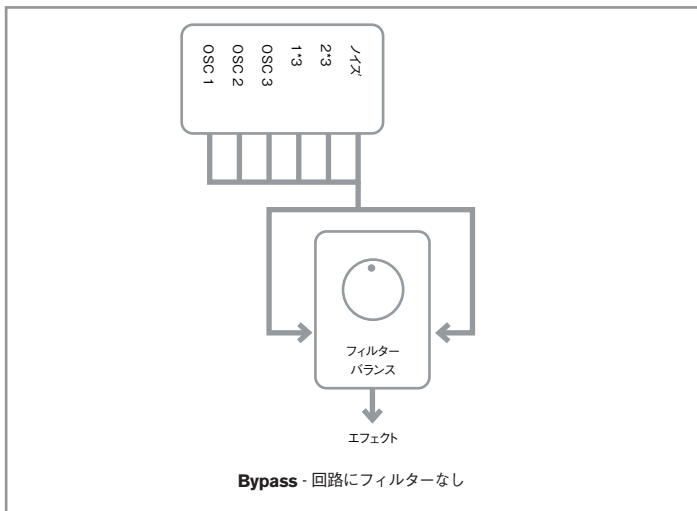 OSC 1
OSC 2
OSC 3
1*3
2*3
ノイズ
フィルター
バランス
エフェクト
Bypass - 回路にフィルターなし